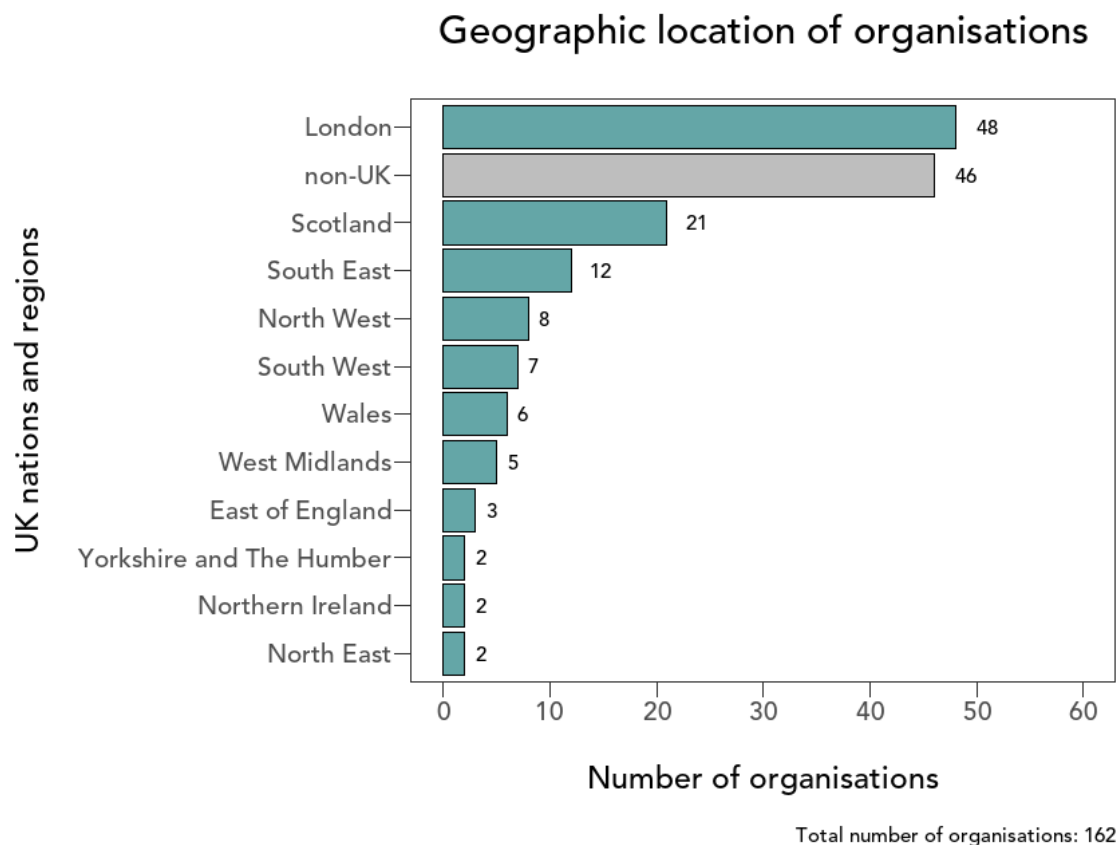 Geographic location of organisations
UK nations and regions
London 48
non-UK 46
Scotland 21
South East 12
North West 8
South West 7
Wales 6
West Midlands 5
East of England 3
Yorkshire and The Humber 2
Northern Ireland 2
North East 2
0 10 20 30 40 50 60
Number of organisations
Total number of organisations: 162